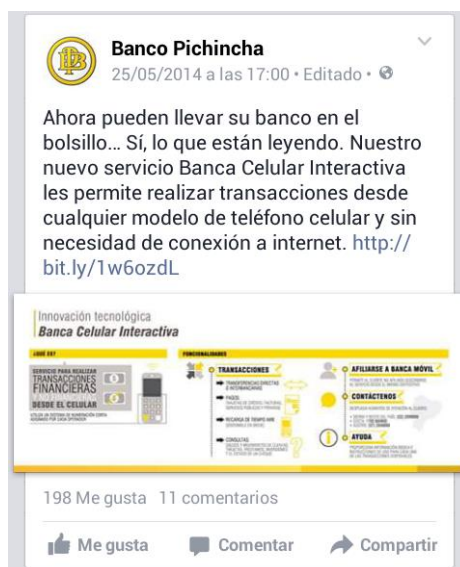 Banco Pichincha
25/05/2014 a las 17:00 • Editado •
Ahora pueden llevar su banco en el
bolsillo... Sí, lo que están leyendo. Nuestro
nuevo servicio Banca Celular Interactiva
les permite realizar transacciones desde
cualquier modelo de teléfono celular y sin
necesidad de conexión a internet. http://
bit.ly/1w6ozdL
Innovación tecnológica
Banca Celular Interactiva
¿QUÉ ES?
SERVICIO PARA REALIZAR
TRANSACCIONES
FINANCIERAS
DESDE EL CELULAR
FUNCIONALIDADES
TRANSACCIONES
TRANSFERENCIAS DIRECTAS
E INTERBANCARIAS
PAGOS
RECARGA DE TIEMPO AIRE
CONSULTAS
AFILIARSE A BANCA MÓVIL
CONTÁCTENOS
AYUDA
198 Me gusta 11 comentarios
Me gusta Comentar Compartir